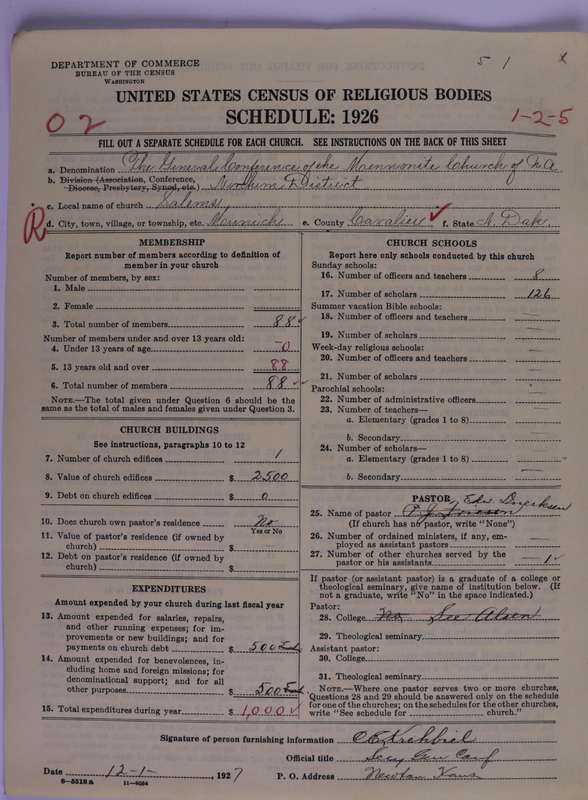 5 1 x
DEPARTMENT OF COMMERCE
BUREAU OF THE CENSUS
WASHINGTON
UNITED STATES CENSUS OF RELIGIOUS BODIES
SCHEDULE: 1926
02
1-2-5
FILL OUT A SEPARATE SCHEDULE FOR EACH CHURCH. SEE INSTRUCTIONS ON THE BACK OF THIS SHEET
a. Denomination The General Conference of the Mennonite Church of N.A.
b. Division (Association, Conference, Diocese, Presbytery, Synod, etc.) Northern District
c. Local name of church Salems
R d. City, town, village, or township, etc. Munich e. County Cavalier ✓ f. State N. Dak.
MEMBERSHIP
Report number of members according to definition of
member in your church
Number of members, by sex:
1. Male
2. Female
3. Total number of members 88 ✓
Number of members under and over 13 years old:
4. Under 13 years of age 0
5. 13 years old and over 88
6. Total number of members 88 ✓
NOTE.—The total given under Question 6 should be the
same as the total of males and females given under Question 3.
CHURCH BUILDINGS
See instructions, paragraphs 10 to 12
7. Number of church edifices 1
8. Value of church edifices $ 2500
9. Debt on church edifices $ 0
10. Does church own pastor's residence No
Yes or No
11. Value of pastor's residence (if owned by
church) $
12. Debt on pastor's residence (if owned by
church) $
EXPENDITURES
Amount expended by your church during last fiscal year
13. Amount expended for salaries, repairs,
and other running expenses; for im-
provements or new buildings; and for
payments on church debt $ 500 Est.
14. Amount expended for benevolences, in-
cluding home and foreign missions; for
denominational support; and for all
other purposes $ 500 Est.
15. Total expenditures during year $ 1,000 ✓
CHURCH SCHOOLS
Report here only schools conducted by this church
Sunday schools:
16. Number of officers and teachers 8
17. Number of scholars 126
Summer vacation Bible schools:
18. Number of officers and teachers —
19. Number of scholars —
Week-day religious schools:
20. Number of officers and teachers —
21. Number of scholars —
Parochial schools:
22. Number of administrative officers —
23. Number of teachers—
a. Elementary (grades 1 to 8) —
b. Secondary —
24. Number of scholars—
a. Elementary (grades 1 to 8) —
b. Secondary —
PASTOR
Edw. Duerksen
25. Name of pastor P. J. Friesen
(If church has no pastor, write "None")
26. Number of ordained ministers, if any, em-
ployed as assistant pastors —
27. Number of other churches served by the
pastor or his assistants 1 ✓
If pastor (or assistant pastor) is a graduate of a college or
theological seminary, give name of institution below. (If
not a graduate, write "No" in the space indicated.)
Pastor:
28. College No See Alsen
29. Theological seminary
Assistant pastor:
30. College
31. Theological seminary
NOTE.—Where one pastor serves two or more churches,
Questions 28 and 29 should be answered only on the schedule
for one of the churches; on the schedules for the other churches,
write "See schedule for church."
Signature of person furnishing information C E Krehbiel
Official title Secy Gen Conf
Date 12-1-, 1927 P. O. Address Newton Kans
8-5518 a 11-9084